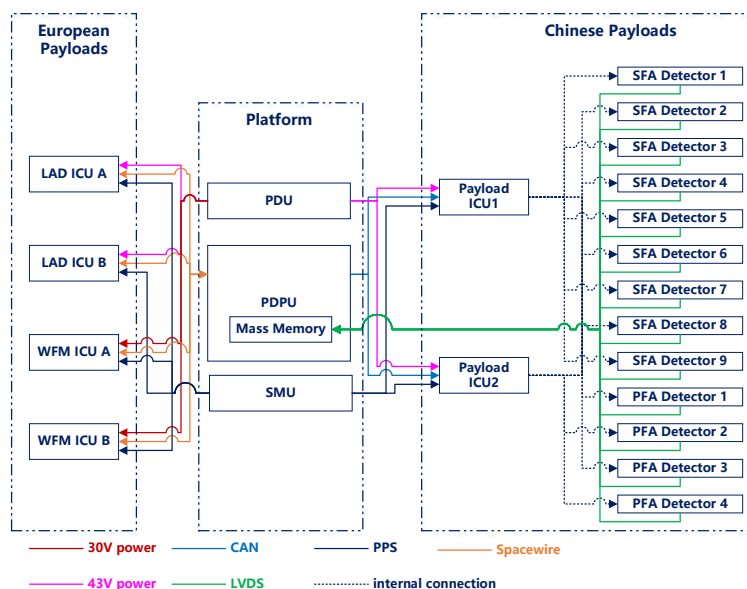 European
Payloads
Chinese Payloads
Platform
LAD ICU A
LAD ICU B
WFM ICU A
WFM ICU B
PDU
PDPU
Mass Memory
SMU
Payload
ICU1
Payload
ICU2
SFA Detector 1
SFA Detector 2
SFA Detector 3
SFA Detector 4
SFA Detector 5
SFA Detector 6
SFA Detector 7
SFA Detector 8
SFA Detector 9
PFA Detector 1
PFA Detector 2
PFA Detector 3
PFA Detector 4
30V power
CAN
PPS
Spacewire
43V power
LVDS
internal connection